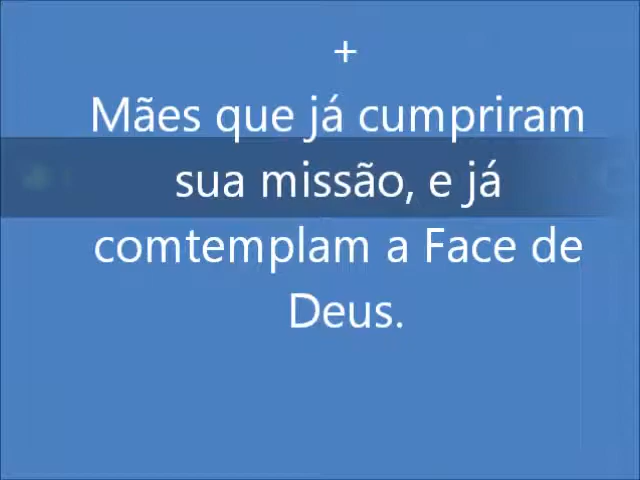 +
Mães que já cumpriram
sua missão, e já
comtemplam a Face de
Deus.